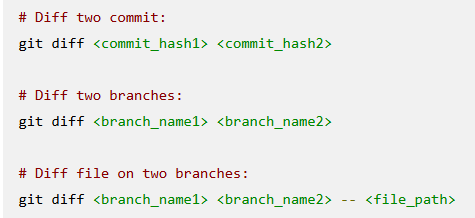 # Diff two commit:
git diff <commit_hash1> <commit_hash2>
# Diff two branches:
git diff <branch_name1> <branch_name2>
# Diff file on two branches:
git diff <branch_name1> <branch_name2> -- <file_path>